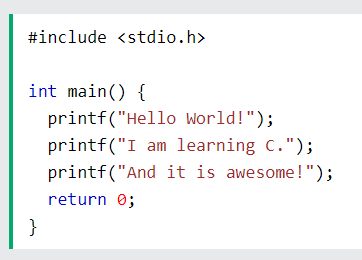 #include <stdio.h>
int main() {
  printf("Hello World!");
  printf("I am learning C.");
  printf("And it is awesome!");
  return 0;
}